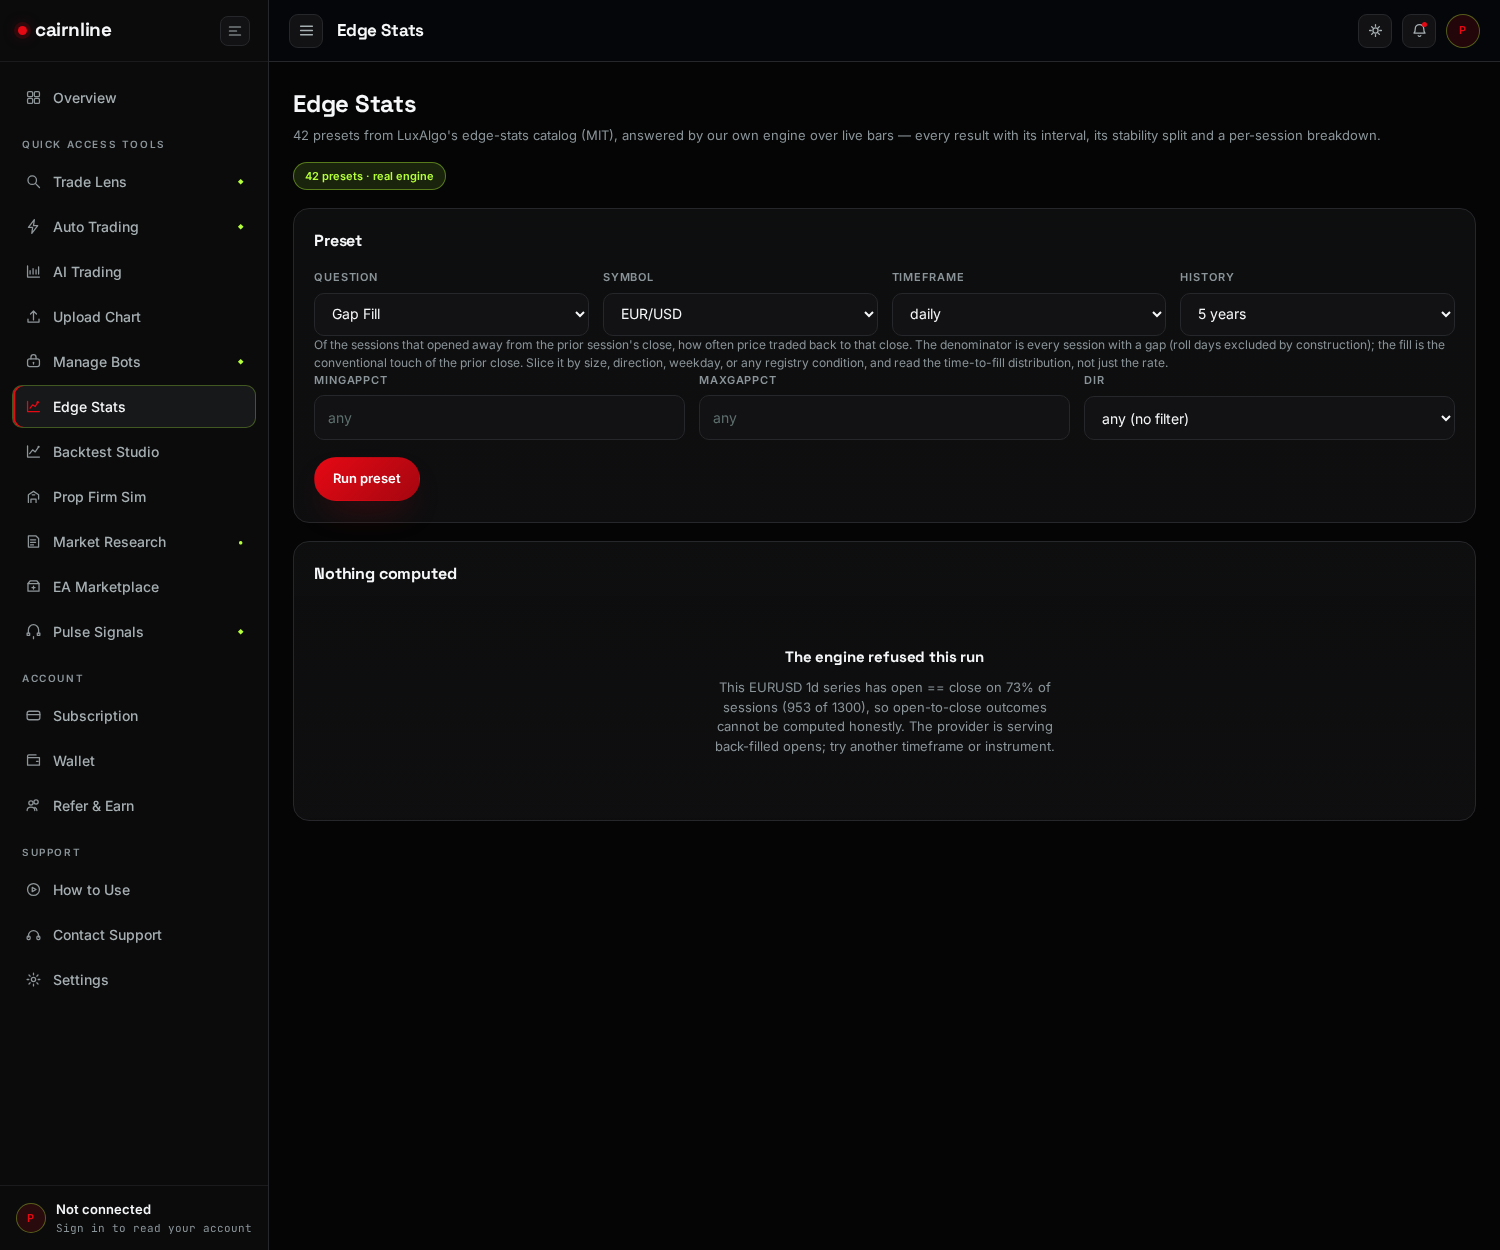 cairnline
Edge Stats
P
Overview
QUICK ACCESS TOOLS
Trade Lens
Auto Trading
AI Trading
Upload Chart
Manage Bots
Edge Stats
Backtest Studio
Prop Firm Sim
Market Research
EA Marketplace
Pulse Signals
ACCOUNT
Subscription
Wallet
Refer & Earn
SUPPORT
How to Use
Contact Support
Settings
P
Not connected
Sign in to read your account
Edge Stats
42 presets from LuxAlgo's edge-stats catalog (MIT), answered by our own engine over live bars — every result with its interval, its stability split and a per-session breakdown.
42 presets · real engine
Preset
QUESTION
SYMBOL
TIMEFRAME
HISTORY
Gap Fill
EUR/USD
daily
5 years
Of the sessions that opened away from the prior session's close, how often price traded back to that close. The denominator is every session with a gap (roll days excluded by construction); the fill is the
conventional touch of the prior close. Slice it by size, direction, weekday, or any registry condition, and read the time-to-fill distribution, not just the rate.
MINGAPPCT
MAXGAPPCT
DIR
any
any
any (no filter)
Run preset
Nothing computed
The engine refused this run
This EURUSD 1d series has open == close on 73% of
sessions (953 of 1300), so open-to-close outcomes
cannot be computed honestly. The provider is serving
back-filled opens; try another timeframe or instrument.